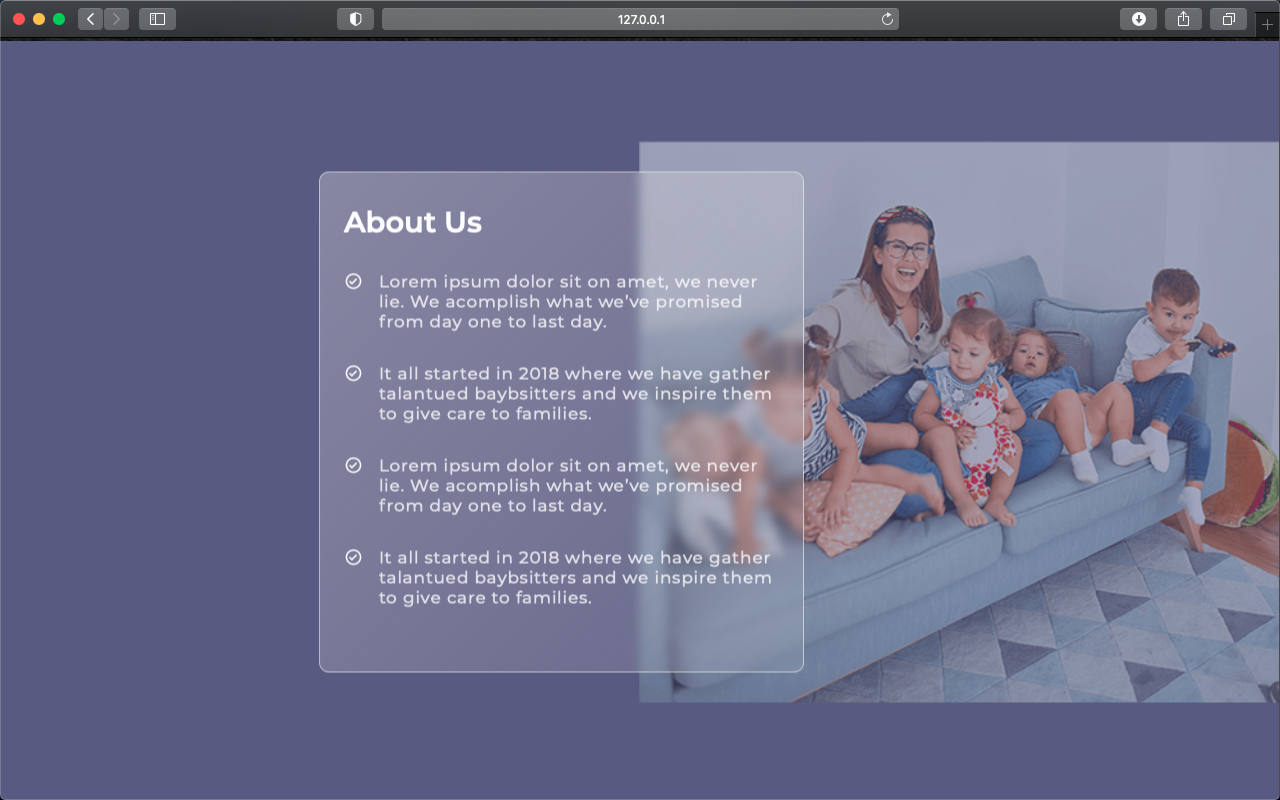 127.0.0.1
About Us
Lorem ipsum dolor sit on amet, we never
lie. We acomplish what we've promised
from day one to last day.
It all started in 2018 where we have gather
talantued baybsitters and we inspire them
to give care to families.
Lorem ipsum dolor sit on amet, we never
lie. We acomplish what we've promised
from day one to last day.
It all started in 2018 where we have gather
talantued baybsitters and we inspire them
to give care to families.